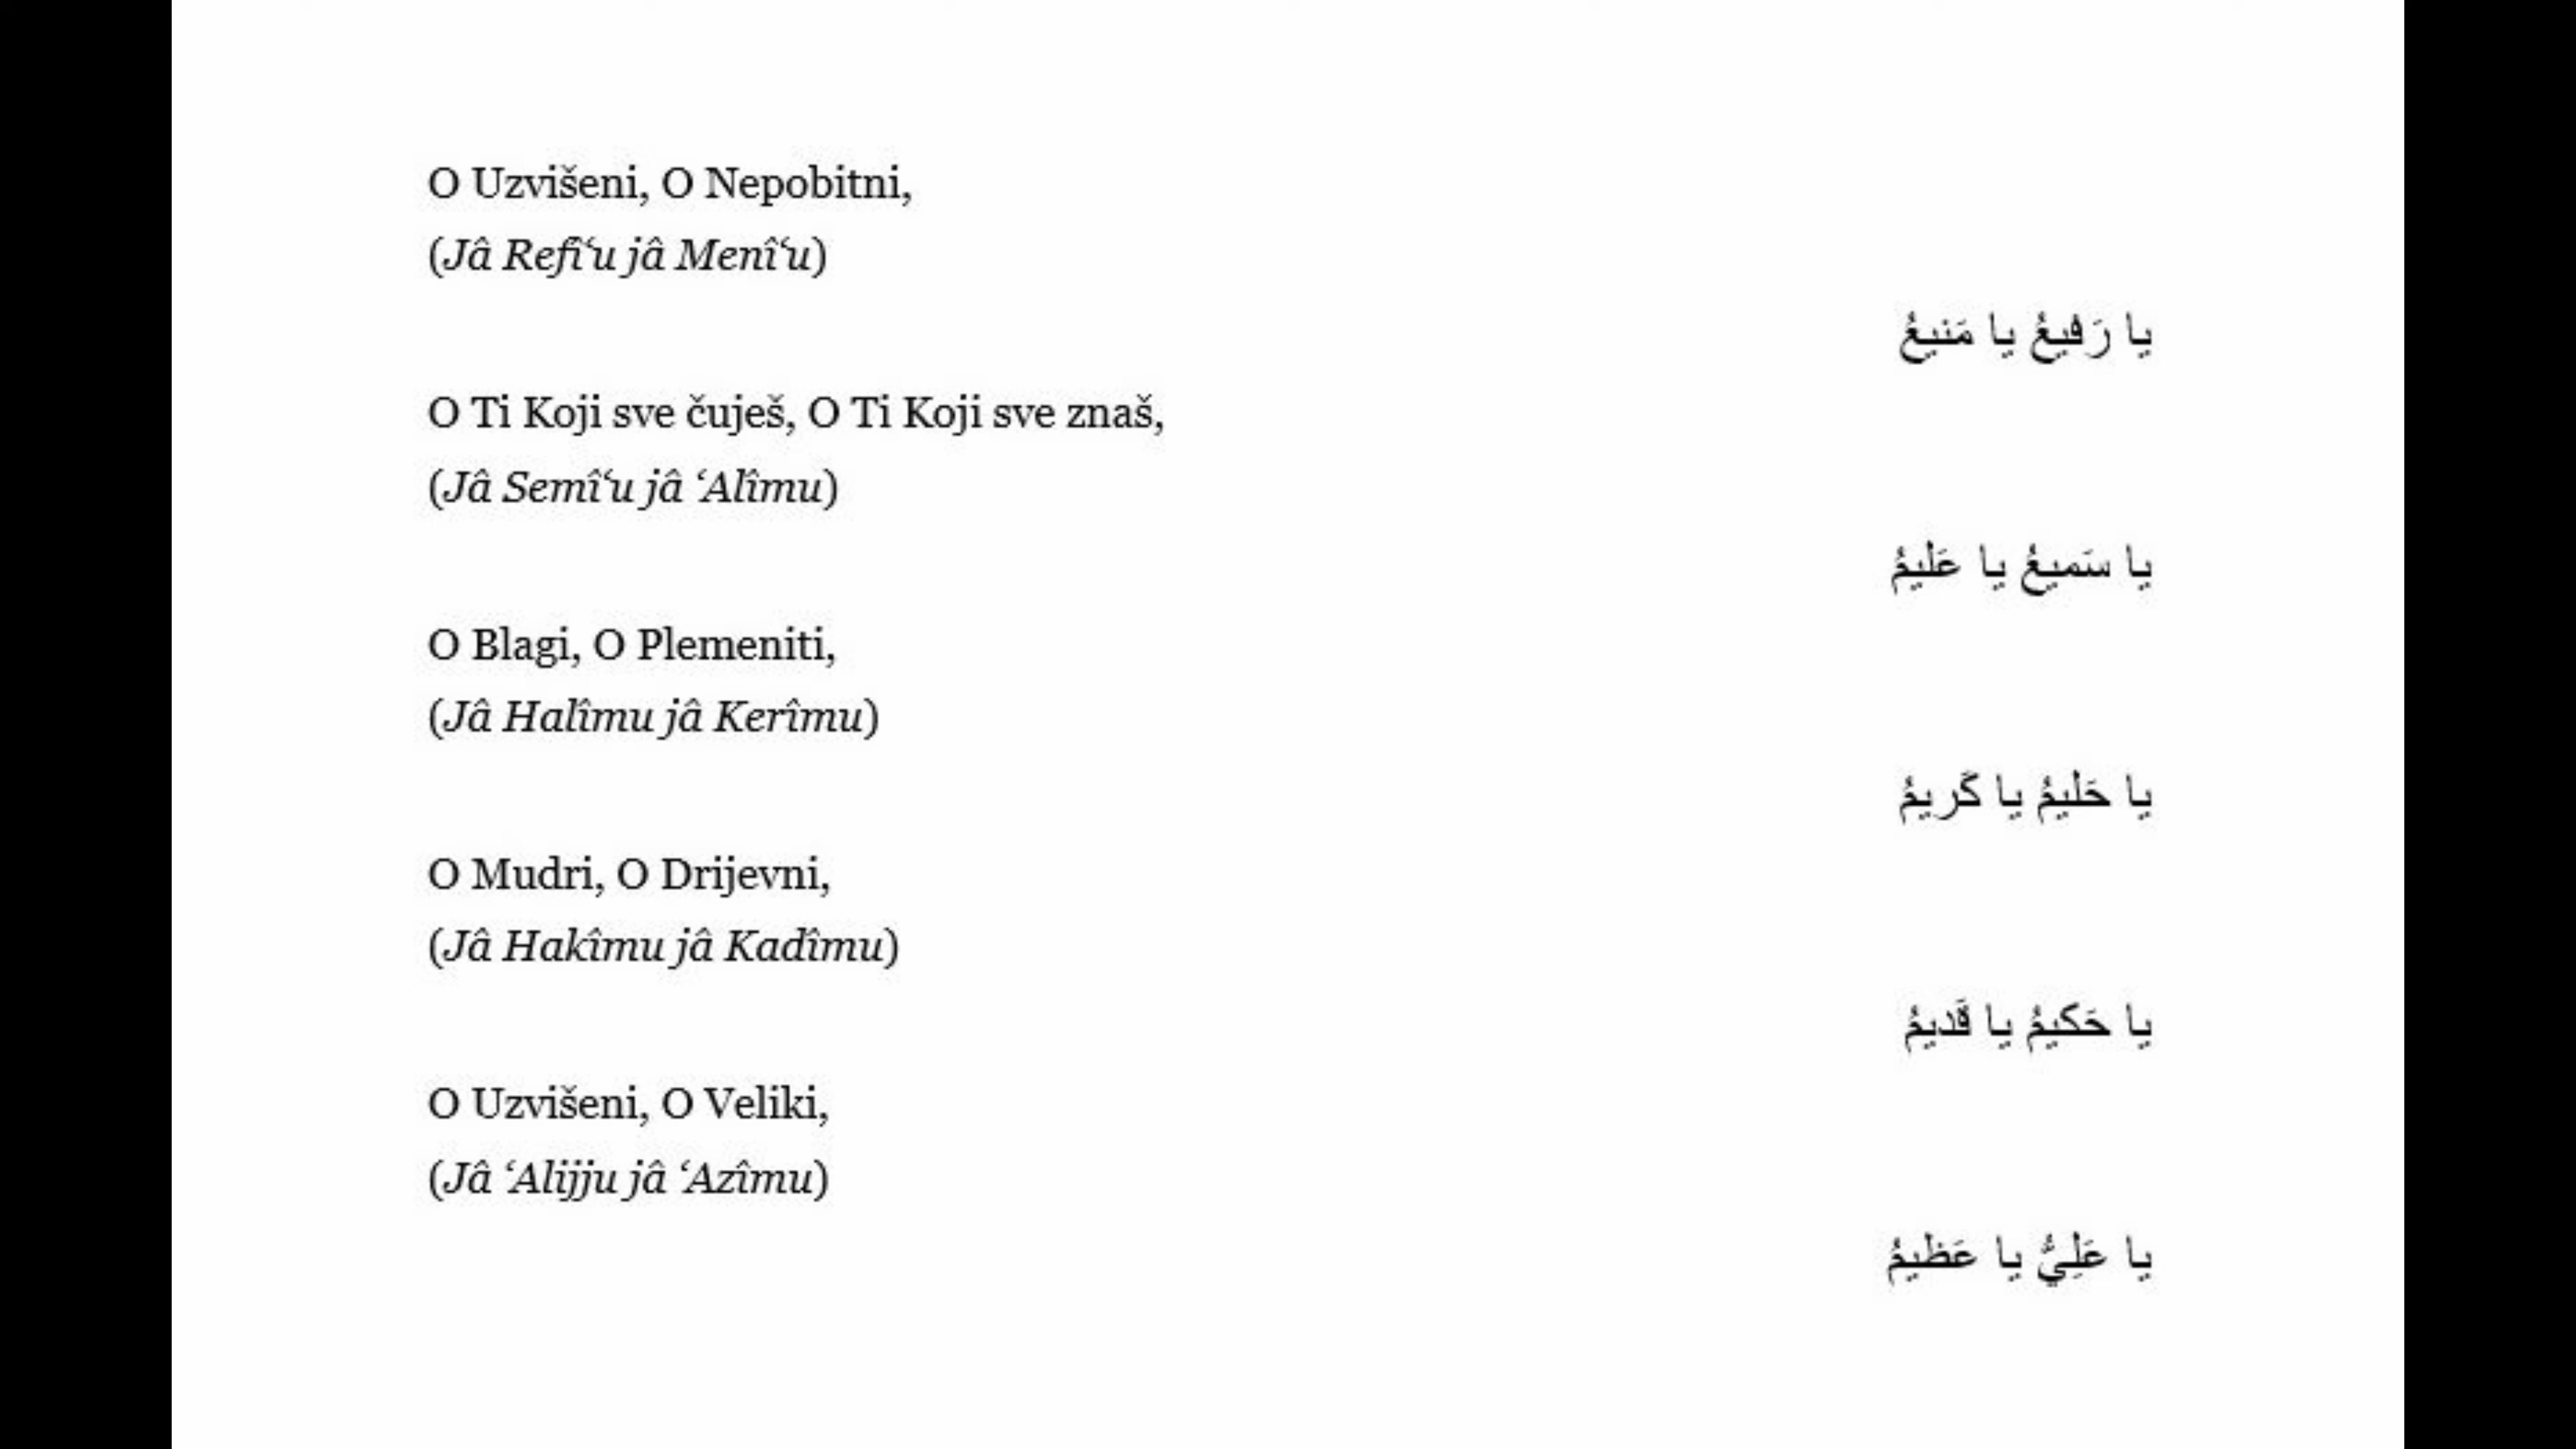 O Uzvišeni, O Nepobitni,
(Jâ Refî‘u jâ Menî‘u)
يا رَفيعُ يا مَنيعُ
O Ti Koji sve čuješ, O Ti Koji sve znaš,
(Jâ Semî‘u jâ ‘Alîmu)
يا سَميعُ يا عَليمُ
O Blagi, O Plemeniti,
(Jâ Halîmu jâ Kerîmu)
يا حَليمُ يا كَريمُ
O Mudri, O Drijevni,
(Jâ Hakîmu jâ Kadîmu)
يا حَكيمُ يا قَديمُ
O Uzvišeni, O Veliki,
(Jâ ‘Alijju jâ ‘Azîmu)
يا عَلِيُّ يا عَظيمُ